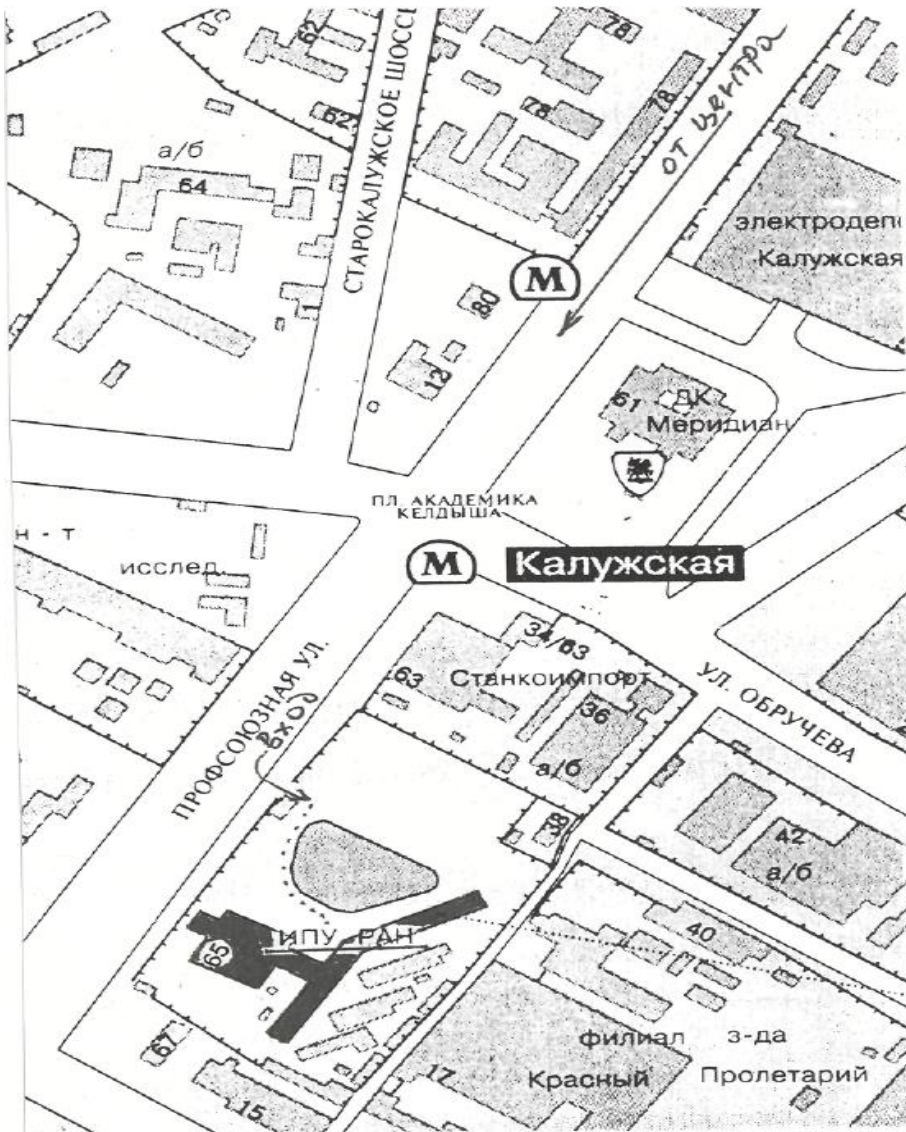 62
78
СТАРОКАЛУЖСКОЕ ШОССЕ
от центра
62
78
78
а/б
64
электродеп
Калужская
М
80
12
61
ДК
Меридиан
ПЛ. АКАДЕМИКА
КЕЛДЫША
н - т
исслед.
М
Калужская
34/63
63
Станкоимпорт
36
а/б
УЛ. ОБРУЧЕВА
ПРОФСОЮЗНАЯ УЛ.
вход
38
42
а/б
ИПУ РАН
65
40
филиал з-да
Красный Пролетарий
67
15
17